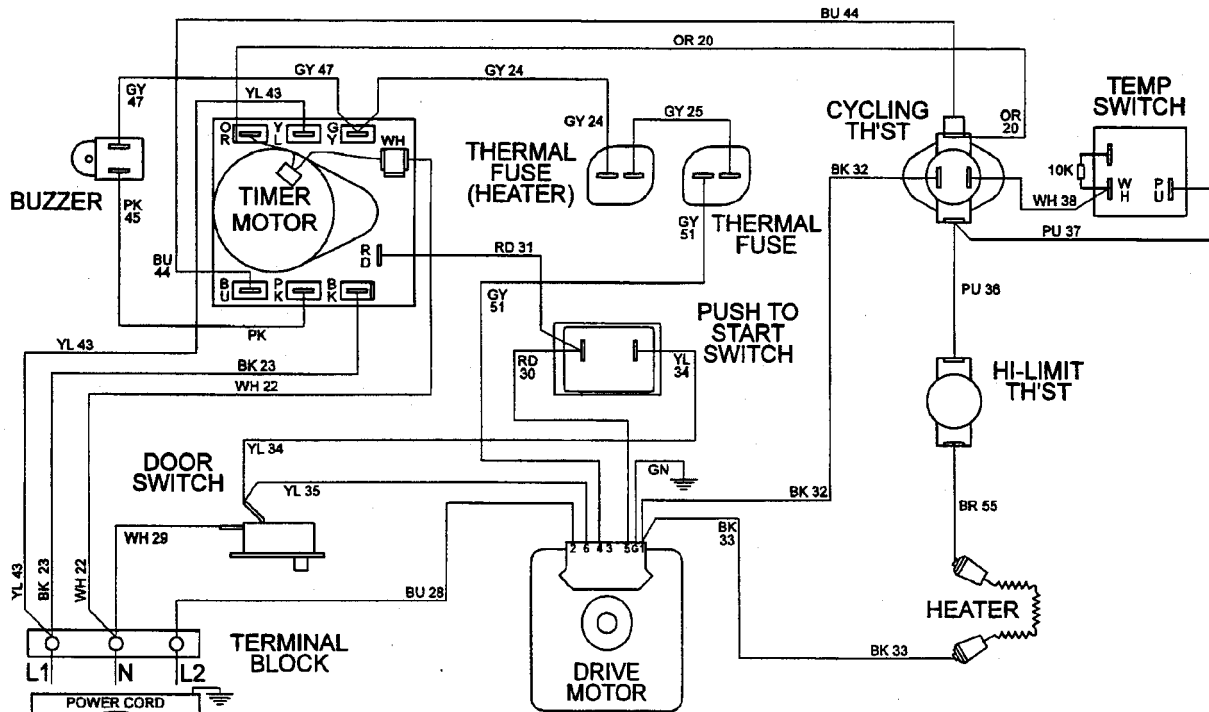 BU 44
OR 20
GY 47
GY 24
GY
47
YL 43
OR
YL
GY
WH
GY 24
GY 25
CYCLING
TH'ST
OR
20
TEMP
SWITCH
THERMAL
FUSE
(HEATER)
BK 32
10K
WH
PU
BUZZER
TIMER
MOTOR
PK
45
WH 38
GY
51
THERMAL
FUSE
PU 37
RD
RD 31
BU
44
BU
PK
BK
GY
51
PU 36
PUSH TO
START
SWITCH
PK
YL 43
RD
30
YL
34
BK 23
WH 22
HI-LIMIT
TH'ST
YL 34
DOOR
SWITCH
GN
YL 35
BK 32
BR 55
WH 29
BK
33
2 6 4 3 5 G 1
YL 43
BK 23
WH 22
BU 28
HEATER
TERMINAL
BLOCK
BK 33
DRIVE
MOTOR
L1
N
L2
POWER CORD